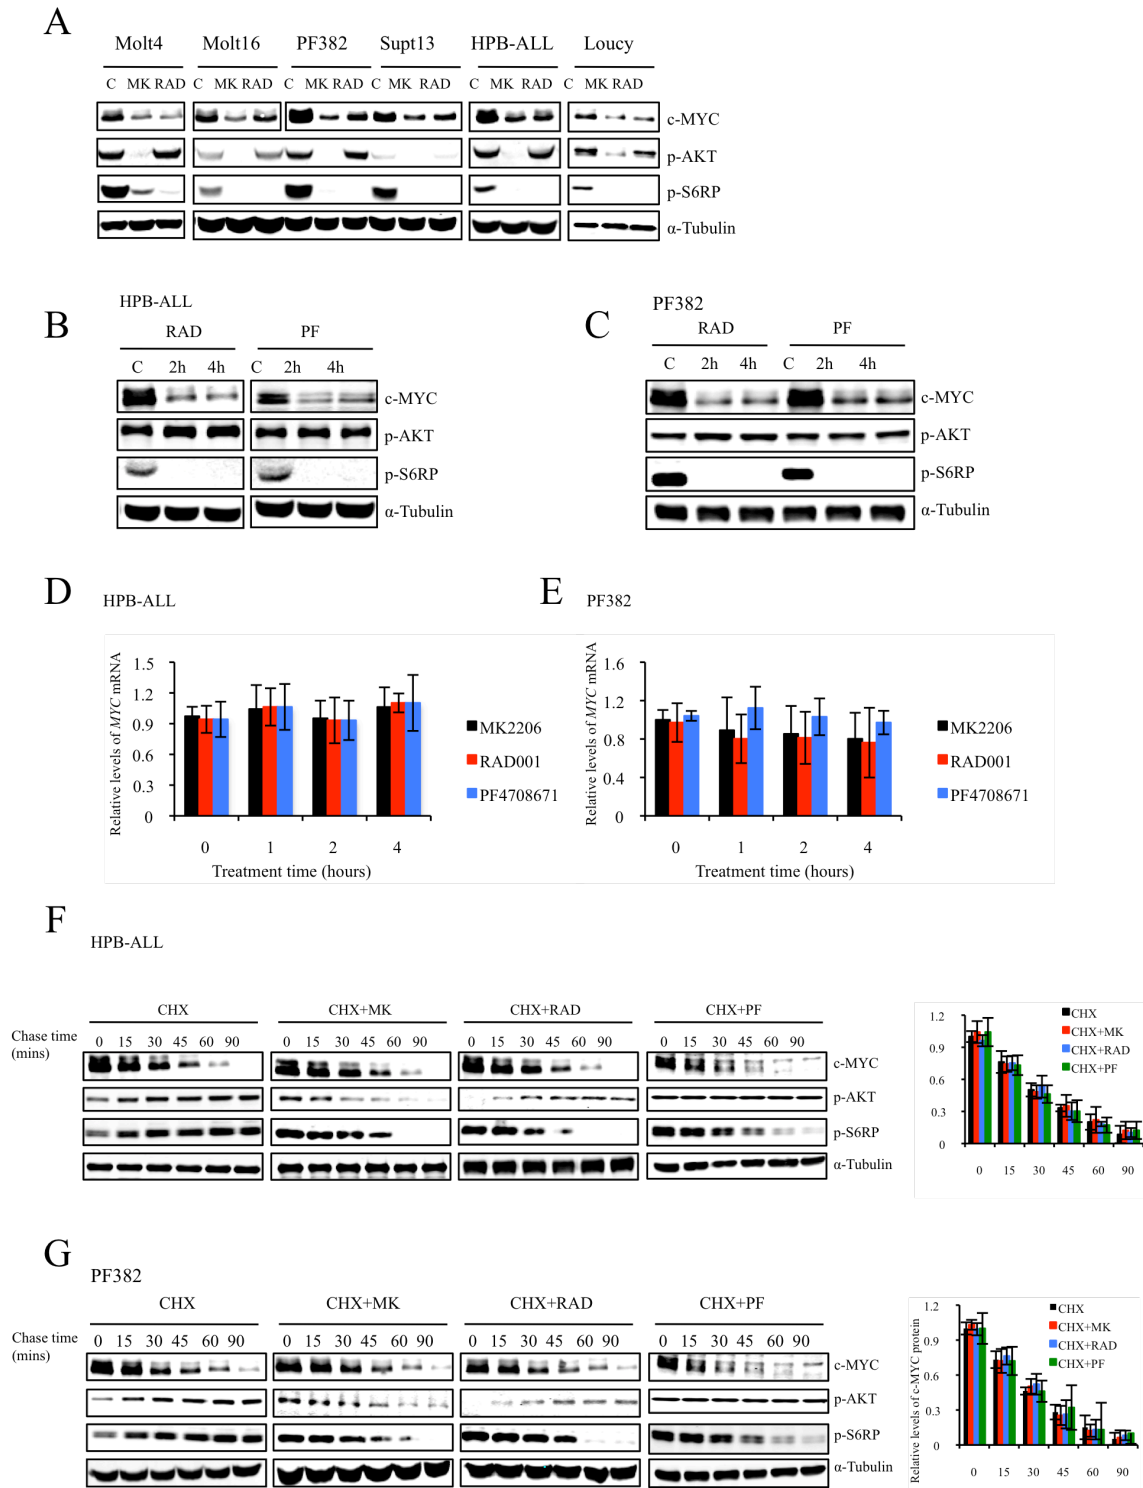 A
Molt4 Molt16 PF382 Supt13 HPB-ALL Loucy
C MK RAD C MK RAD C MK RAD C MK RAD C MK RAD C MK RAD
c-MYC
p-AKT
p-S6RP
α-Tubulin
B
HPB-ALL
RAD PF
C 2h 4h C 2h 4h
c-MYC
p-AKT
p-S6RP
α-Tubulin
C
PF382
RAD PF
C 2h 4h C 2h 4h
c-MYC
p-AKT
p-S6RP
α-Tubulin
D
HPB-ALL
Relative levels of MYC mRNA
1.5
1.2
0.9
0.6
0.3
0
0 1 2 4
Treatment time (hours)
MK2206
RAD001
PF4708671
E
PF382
Relative levels of MYC mRNA
1.6
1.2
0.8
0.4
0
0 1 2 4
Treatment time (hours)
MK2206
RAD001
PF4708671
F
HPB-ALL
CHX CHX+MK CHX+RAD CHX+PF
Chase time
(mins)
0 15 30 45 60 90 0 15 30 45 60 90 0 15 30 45 60 90 0 15 30 45 60 90
c-MYC
p-AKT
p-S6RP
α-Tubulin
1.2
0.9
0.6
0.3
0
0 15 30 45 60 90
CHX
CHX+MK
CHX+RAD
CHX+PF
G
PF382
CHX CHX+MK CHX+RAD CHX+PF
Chase time
(mins)
0 15 30 45 60 90 0 15 30 45 60 90 0 15 30 45 60 90 0 15 30 45 60 90
c-MYC
p-AKT
p-S6RP
α-Tubulin
Relative levels of c-MYC protein
1.2
0.9
0.6
0.3
0
0 15 30 45 60 90
CHX
CHX+MK
CHX+RAD
CHX+PF